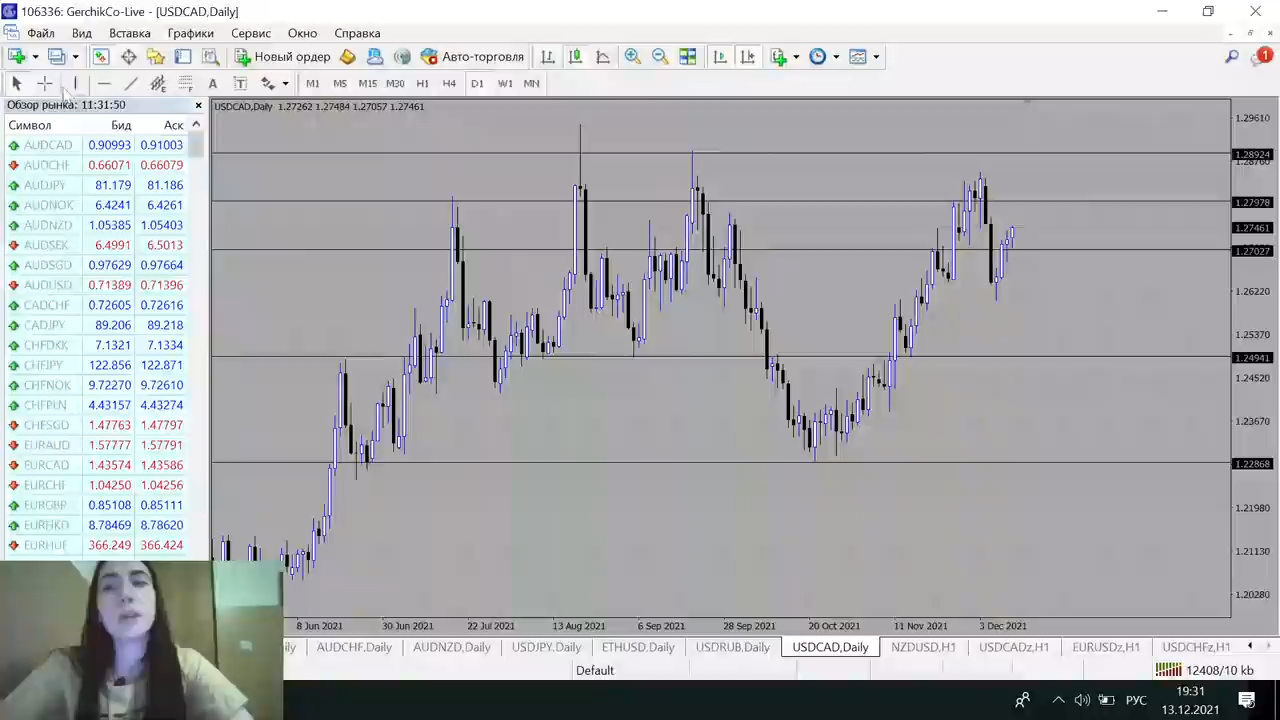 106336: GerchikCo-Live - [USDCAD,Daily]
Файл Вид Вставка Графики Сервис Окно Справка
Новый ордер Авто-торговля 1
A T M1 M5 M15 M30 H1 H4 D1 W1 MN
Обзор рынка: 11:31:50
Символ Бид Аск
AUDCAD 0.90993 0.91003
AUDCHF 0.66071 0.66079
AUDJPY 81.179 81.186
AUDNOK 6.4241 6.4261
AUDNZD 1.05385 1.05403
AUDSEK 6.4991 6.5013
AUDSGD 0.97629 0.97664
AUDUSD 0.71389 0.71396
CADCHF 0.72605 0.72616
CADJPY 89.206 89.218
CHFDKK 7.1321 7.1334
CHFJPY 122.856 122.871
CHFNOK 9.72270 9.72610
CHFPLN 4.43157 4.43274
CHFSGD 1.47763 1.47797
EURAUD 1.57777 1.57791
EURCAD 1.43574 1.43586
EURCHF 1.04250 1.04256
EURGBP 0.85108 0.85111
EURHKD 8.78469 8.78620
EURHUF 366.249 366.424
USDCAD,Daily 1.27262 1.27484 1.27057 1.27461
1.29610
1.28924
1.28760
1.27978
1.27461
1.27027
1.26220
1.25370
1.24941
1.24520
1.23670
1.22868
1.21980
1.21130
1.20280
8 Jun 2021 30 Jun 2021 22 Jul 2021 13 Aug 2021 6 Sep 2021 28 Sep 2021 20 Oct 2021 11 Nov 2021 3 Dec 2021
ily AUDCHF.Daily AUDNZD,Daily USDJPY.Daily ETHUSD.Daily USDRUB.Daily USDCAD,Daily NZDUSD.H1 USDCADz,H1 EURUSDz,H1 USDCHFz,H1
Default 12408/10 kb
РУС 19:31
13.12.2021